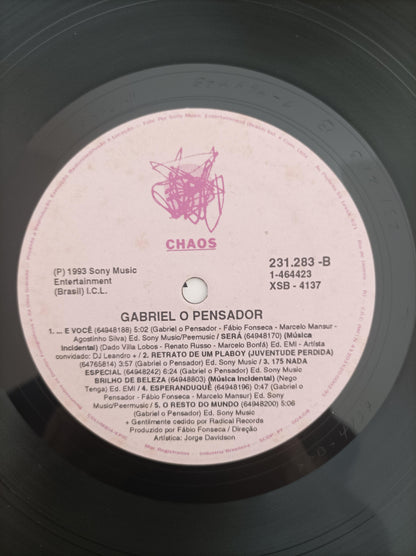 CHAOS
(P) 1993 Sony Music
Entertainment
(Brasil) I.C.L.
231.283 -B
1-464423
XSB - 4137
GABRIEL O PENSADOR
1. ... E VOCÊ (64948188) 5:02 (Gabriel o Pensador - Fábio Fonseca - Marcelo Mansur -
Agostinho Silva) Ed. Sony Music/Peermusic / SERÁ (64948170) (Música
Incidental) (Dado Villa Lobos - Renato Russo - Marcelo Bonfá) Ed. EMI - Artista
convidado: DJ Leandro + / 2. RETRATO DE UM PLABOY (JUVENTUDE PERDIDA)
(64765814) 3:57 (Gabriel o Pensador) Ed. Sony Music / 3. 175 NADA
ESPECIAL (64948242) 6:24 (Gabriel o Pensador) Ed. Sony Music /
BRILHO DE BELEZA (64948803) (Música Incidental) (Nego
Tenga) Ed. EMI / 4. ESPERANDUQUÊ (64948196) 0:47 (Gabriel o
Pensador - Fábio Fonseca - Marcelo Mansur) Ed. Sony
Music/Peermusic / 5. O RESTO DO MUNDO (64948200) 5:06
(Gabriel o Pensador) Ed. Sony Music
+ Gentilmente cedido por Radical Records
Produzido por Fábio Fonseca / Direção
Artística: Jorge Davidson